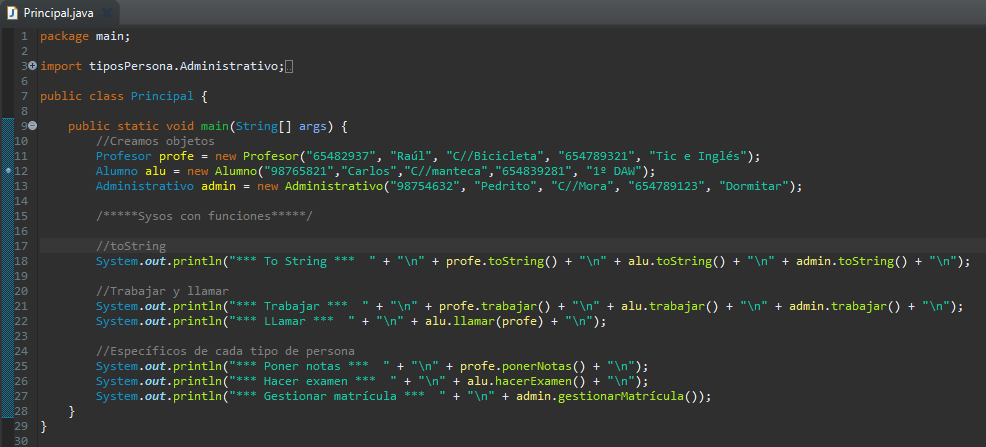 Principal.java
1 package main;
2
3 import tiposPersona.Administrativo;
6
7 public class Principal {
8
9 public static void main(String[] args) {
10 //Creamos objetos
11 Profesor profe = new Profesor("65482937", "Raúl", "C//Bicicleta", "654789321", "Tic e Inglés");
12 Alumno alu = new Alumno("98765821","Carlos","C//manteca","654839281", "1º DAW");
13 Administrativo admin = new Administrativo("98754632", "Pedrito", "C//Mora", "654789123", "Dormitar");
14
15 /*****Sysos con funciones*****/
16
17 //toString
18 System.out.println("*** To String ***  " + "\n" + profe.toString() + "\n" + alu.toString() + "\n" + admin.toString() + "\n");
19
20 //Trabajar y llamar
21 System.out.println("*** Trabajar ***  " + "\n" + profe.trabajar() + "\n" + alu.trabajar() + "\n" + admin.trabajar() + "\n");
22 System.out.println("*** LLamar ***  " + "\n" + alu.llamar(profe) + "\n");
23
24 //Específicos de cada tipo de persona
25 System.out.println("*** Poner notas ***  " + "\n" + profe.ponerNotas() + "\n");
26 System.out.println("*** Hacer examen ***  " + "\n" + alu.hacerExamen() + "\n");
27 System.out.println("*** Gestionar matrícula ***  " + "\n" + admin.gestionarMatrícula());
28 }
29 }
30